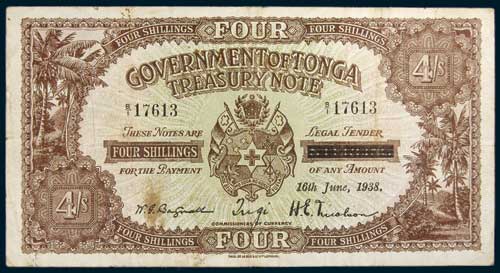 FOUR
FOUR SHILLINGS FOUR SHILLINGS
4/s 4/s
GOVERNMENT OF TONGA
TREASURY NOTE
B/1 17613 B/1 17613
THESE NOTES ARE LEGAL TENDER
FOUR SHILLINGS
FOR THE PAYMENT OF ANY AMOUNT
16th June, 1938.
4/s
Tugi
COMMISSIONERS OF CURRENCY
FOUR SHILLINGS FOUR SHILLINGS
FOUR